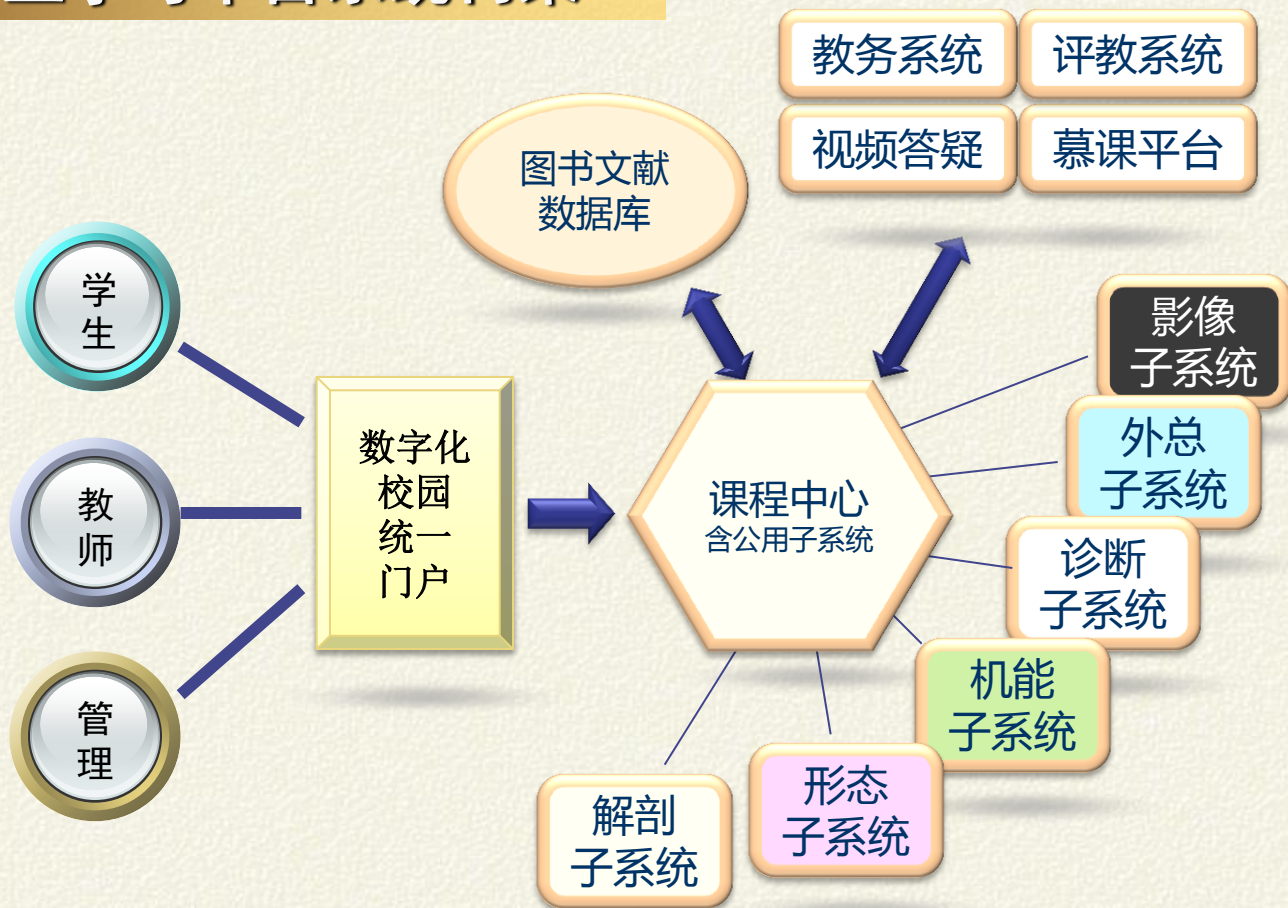 教务系统
评教系统
视频答疑
慕课平台
图书文献
数据库
学
生
教
师
管
理
数字化
校园
统一
门户
课程中心
含公用子系统
影像
子系统
外总
子系统
诊断
子系统
机能
子系统
形态
子系统
解剖
子系统